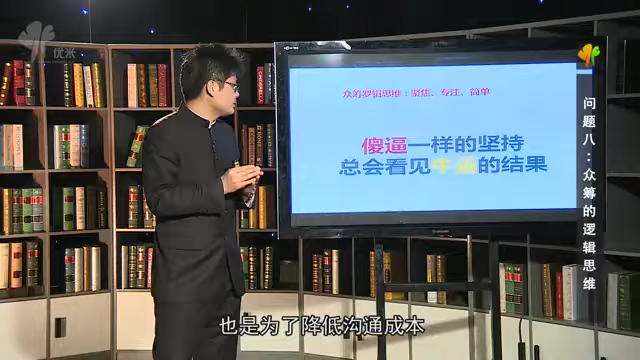 优米
众筹逻辑思维：聚焦、专注、简单
傻逼一样的坚持
总会看见牛逼的结果
问题八：众筹的逻辑思维
也是为了降低沟通成本